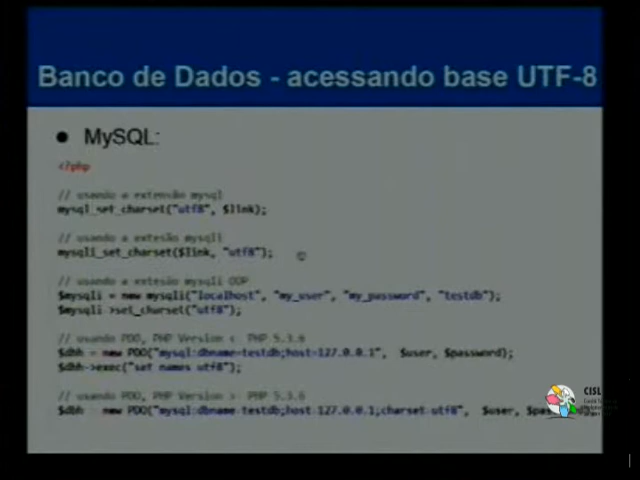 Banco de Dados - acessando base UTF-8
● MySQL:
<?php
// usando a extensão mysql
mysql_set_charset("utf8", $link);
// usando a extesão mysqli
mysqli_set_charset($link, "utf8");
// usando a extesão mysqli OOP
$mysqli = new mysqli("localhost", "my_user", "my_password", "testdb");
$mysqli->set_charset("utf8");
// usando PDO, PHP Version < PHP 5.3.6
$dbh = new PDO("mysql:dbname=testdb;host=127.0.0.1", $user, $password);
$dbh->exec("set names utf8");
// usando PDO, PHP Version > PHP 5.3.6
$dbh = new PDO("mysql:dbname=testdb;host=127.0.0.1;charset=utf8", $user, $pas
CISL